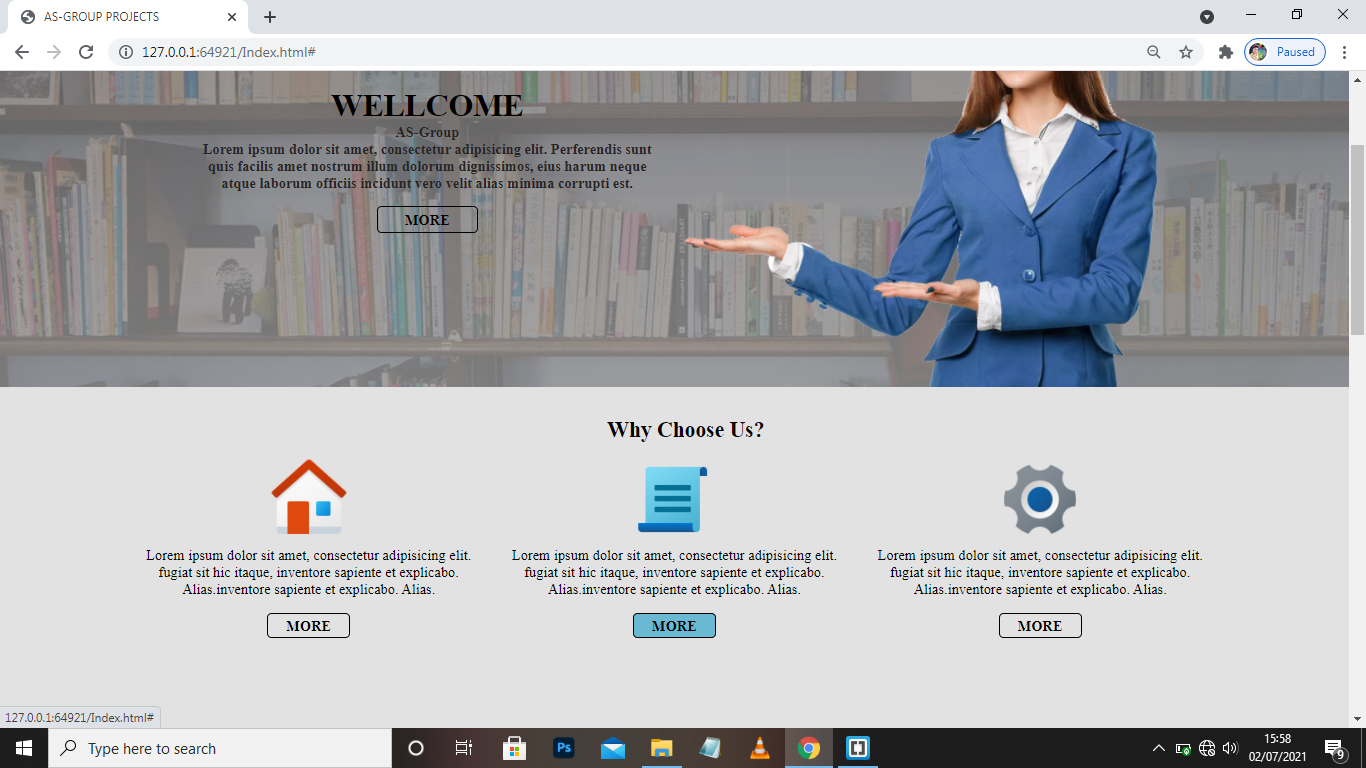 AS-GROUP PROJECTS
127.0.0.1:64921/Index.html#
Paused
WELLCOME
AS-Group
Lorem ipsum dolor sit amet, consectetur adipisicing elit. Perferendis sunt
quis facilis amet nostrum illum dolorum dignissimos, eius harum neque
atque laborum officiis incidunt vero velit alias minima corrupti est.
MORE
Why Choose Us?
Lorem ipsum dolor sit amet, consectetur adipisicing elit.
fugiat sit hic itaque, inventore sapiente et explicabo.
Alias.inventore sapiente et explicabo. Alias.
MORE
Lorem ipsum dolor sit amet, consectetur adipisicing elit.
fugiat sit hic itaque, inventore sapiente et explicabo.
Alias.inventore sapiente et explicabo. Alias.
MORE
Lorem ipsum dolor sit amet, consectetur adipisicing elit.
fugiat sit hic itaque, inventore sapiente et explicabo.
Alias.inventore sapiente et explicabo. Alias.
MORE
127.0.0.1:64921/Index.html#
Type here to search
Ps
15:58
02/07/2021
9